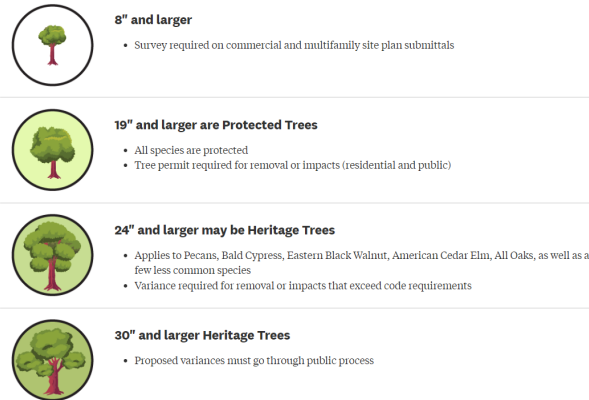 8" and larger
• Survey required on commercial and multifamily site plan submittals
19" and larger are Protected Trees
• All species are protected
• Tree permit required for removal or impacts (residential and public)
24" and larger may be Heritage Trees
• Applies to Pecans, Bald Cypress, Eastern Black Walnut, American Cedar Elm, All Oaks, as well as a
few less common species
• Variance required for removal or impacts that exceed code requirements
30" and larger Heritage Trees
• Proposed variances must go through public process